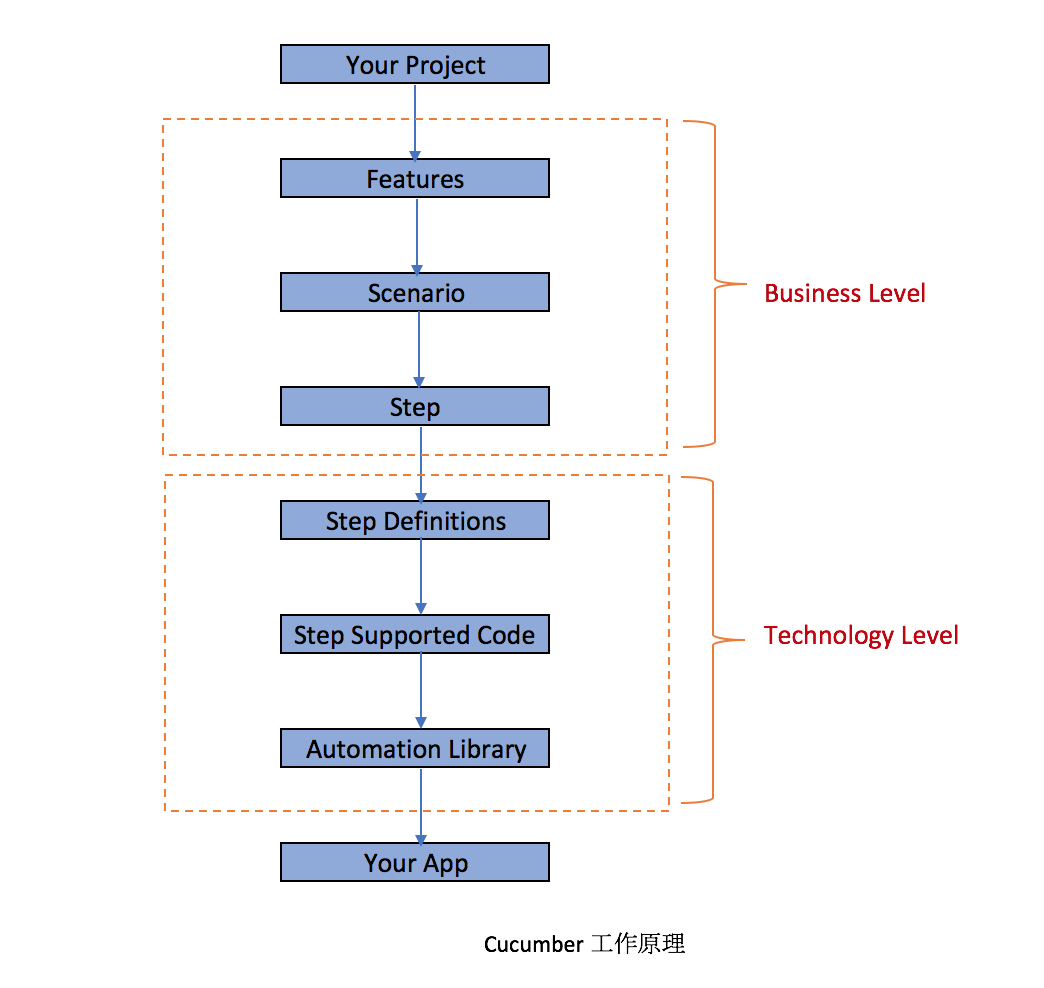 Your Project
Features
Scenario
Business Level
Step
Step Definitions
Step Supported Code
Technology Level
Automation Library
Your App
Cucumber 工作原理